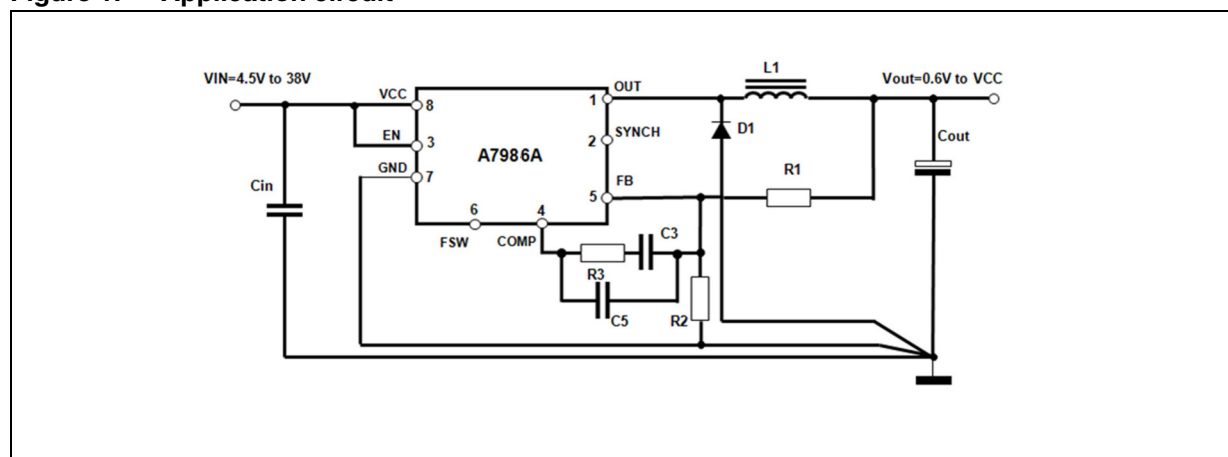 Figure 1. Application circuit
VIN=4.5V to 38V
VCC
8
EN
3
GND
7
A7986A
OUT
1
SYNCH
2
FB
5
6
FSW
4
COMP
L1
Vout=0.6V to VCC
D1
Cout
R1
Cin
C3
R3
C5
R2